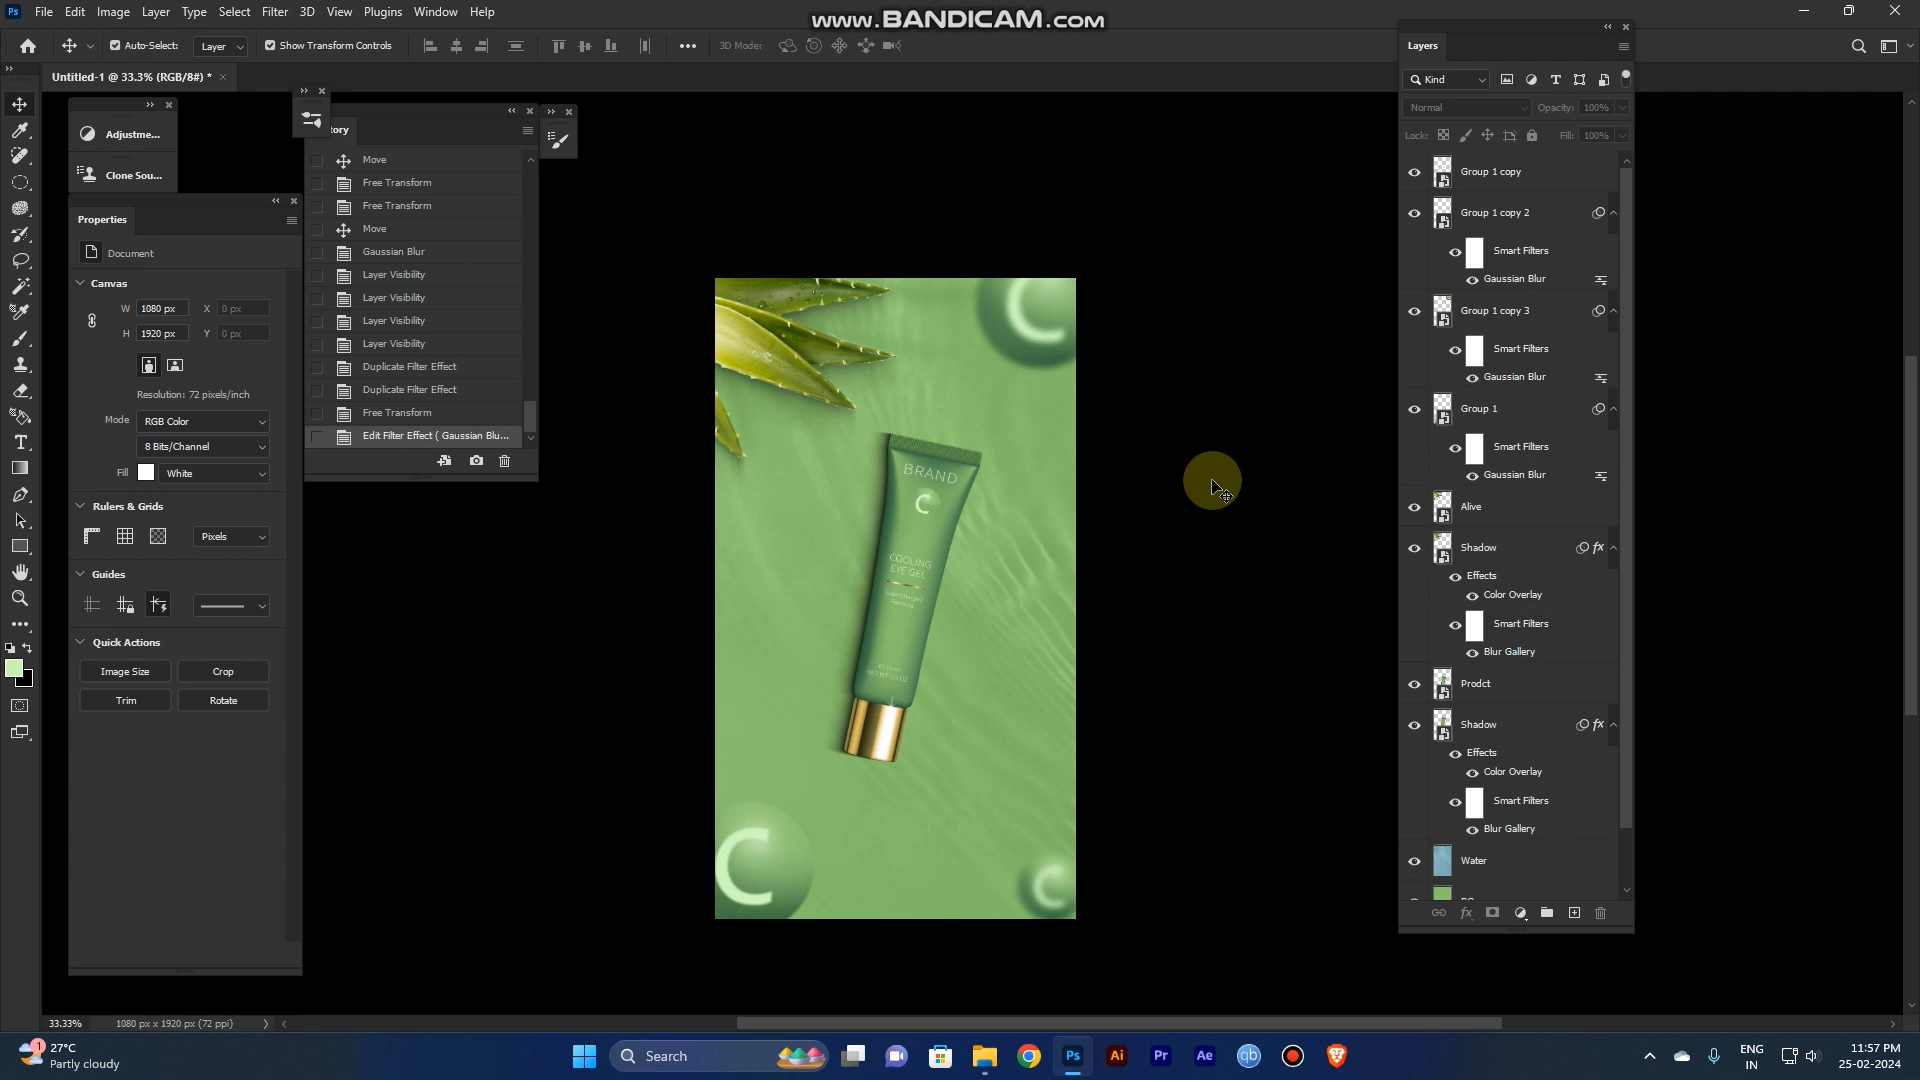 www.BANDICAM.com
Ps File Edit Image Layer Type Select Filter 3D View Plugins Window Help
Auto-Select: Layer Show Transform Controls 3D Mode:
Untitled-1 @ 33.3% (RGB/8#) *
Adjustme...
Clone Sou...
Properties
Document
Canvas
W 1080 px X 0 px
H 1920 px Y 0 px
Resolution: 72 pixels/inch
Mode RGB Color
8 Bits/Channel
Fill White
Rulers & Grids
Pixels
Guides
Quick Actions
Image Size Crop
Trim Rotate
tory
Move
Free Transform
Free Transform
Move
Gaussian Blur
Layer Visibility
Layer Visibility
Layer Visibility
Layer Visibility
Duplicate Filter Effect
Duplicate Filter Effect
Free Transform
Edit Filter Effect ( Gaussian Blu...
C
BRAND
C
COOLING
EYE GEL
C
C
Layers
Kind
Normal Opacity: 100%
Lock: Fill: 100%
Group 1 copy
Group 1 copy 2
Smart Filters
Gaussian Blur
Group 1 copy 3
Smart Filters
Gaussian Blur
Group 1
Smart Filters
Gaussian Blur
Alive
Shadow fx
Effects
Color Overlay
Smart Filters
Blur Gallery
Prodct
Shadow fx
Effects
Color Overlay
Smart Filters
Blur Gallery
Water
33.33% 1080 px x 1920 px (72 ppi)
1
27°C
Partly cloudy
Search
Ps Ai Pr Ae qb
ENG
IN
11:57 PM
25-02-2024